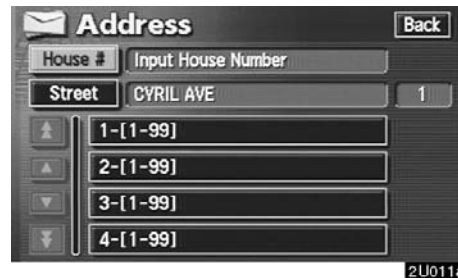 Address
Back
House #
Input House Number
Street
CYRIL AVE
1
1-[1-99]
2-[1-99]
3-[1-99]
4-[1-99]